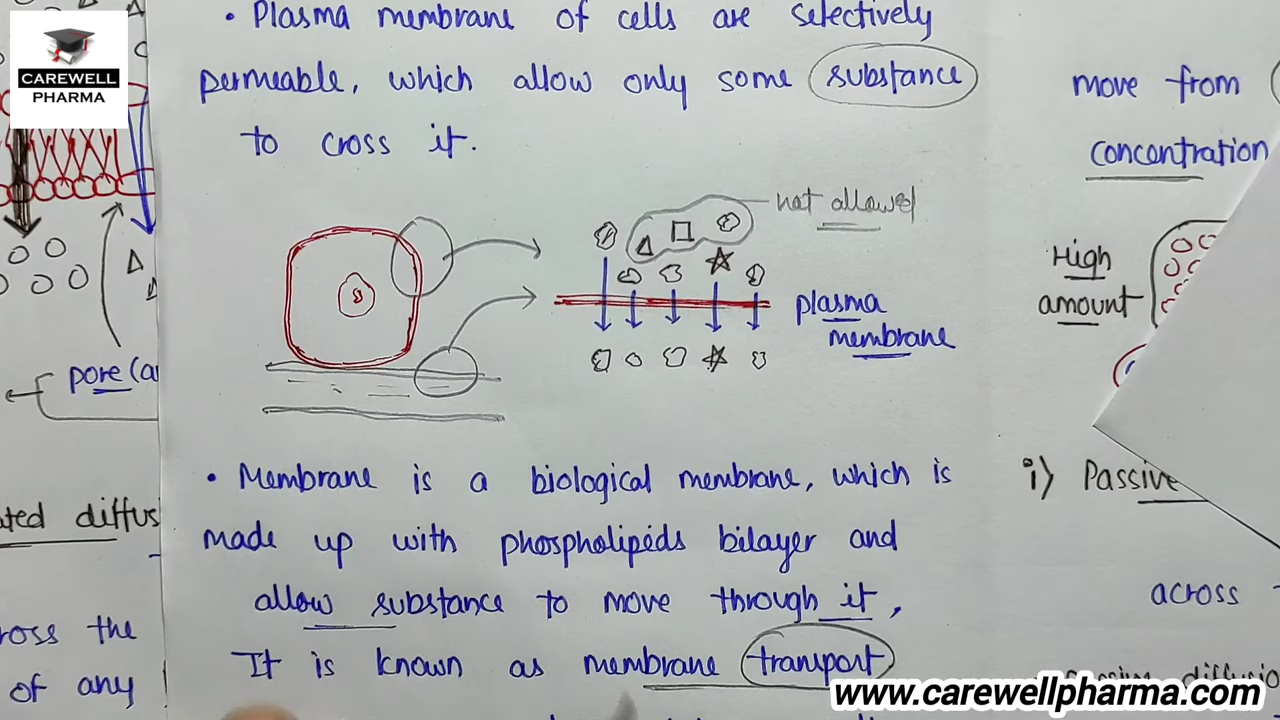 CAREWELL
PHARMA
• Plasma membrane of cells are selectively
permeable, which allow only some substance
to cross it.
not allowed
plasma
membrane
• Membrane is a biological membrane, which is
made up with phospholipids bilayer and
allow substance to move through it,
It is known as membrane transport
pore (a
ated diffus
ross the
of any
move from
concentration
High
amount
i) Passive
across
www.carewellpharma.com